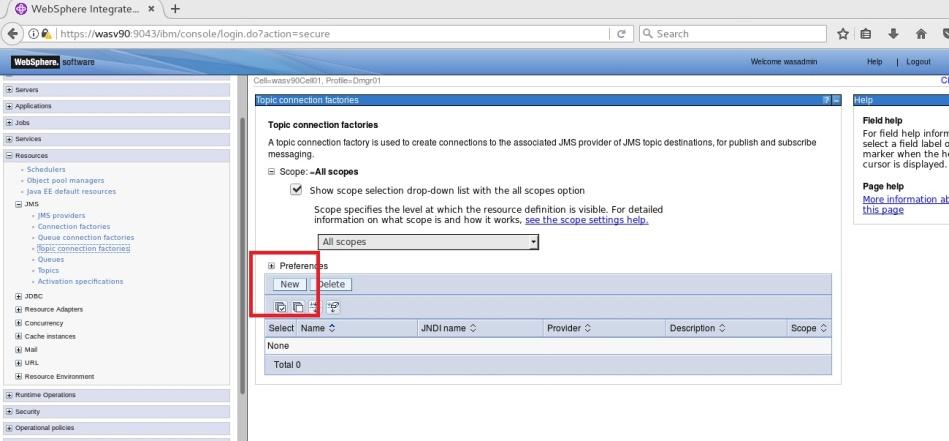 WebSphere Integrate...
https://wasv90:9043/ibm/console/login.do?action=secure
Search
WebSphere. software
Welcome wasadmin
Help | Logout
Cell=wasv90Cell01, Profile=Dmgr01
Servers
Applications
Jobs
Services
Resources
Schedulers
Object pool managers
Java EE default resources
JMS
JMS providers
Connection factories
Queue connection factories
Topic connection factories
Queues
Topics
Activation specifications
JDBC
Resource Adapters
Concurrency
Cache instances
Mail
URL
Resource Environment
Runtime Operations
Security
Operational policies
Topic connection factories
Topic connection factories
A topic connection factory is used to create connections to the associated JMS provider of JMS topic destinations, for publish and subscribe
messaging.
Scope: =All scopes
Show scope selection drop-down list with the all scopes option
Scope specifies the level at which the resource definition is visible. For detailed
information on what scope is and how it works, see the scope settings help.
All scopes
Preferences
New Delete
Select Name JNDI name Provider Description Scope
None
Total 0
Help
Field help
For field help inform
select a field label o
marker when the he
cursor is displayed.
Page help
More information ab
this page